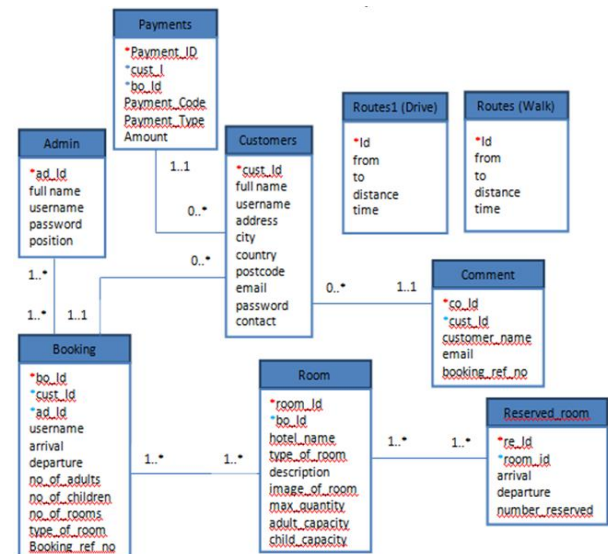 Payments
*Payment_ID
*cust_I
*bo_Id
Payment_Code
Payment_Type
Amount
Routes1 (Drive)
*Id
from
to
distance
time
Routes (Walk)
*Id
from
to
distance
time
Admin
*ad_Id
full name
username
password
position
Customers
*cust_Id
full name
username
address
city
country
postcode
email
password
contact
1..1
0..*
0..*
1..*
1..*
1..1
0..*
1..1
Comment
*co_Id
*cust_Id
customer_name
email
booking_ref_no
Booking
*bo_Id
*cust_Id
*ad_Id
username
arrival
departure
no_of_adults
no_of_children
no_of_rooms
type_of_room
Booking_ref_no
1..*
1..*
Room
*room_Id
*bo_Id
hotel_name
type_of_room
description
image_of_room
max_quantity
adult_capacity
child_capacity
1..*
1..*
Reserved_room
*re_Id
*room_id
arrival
departure
number_reserved